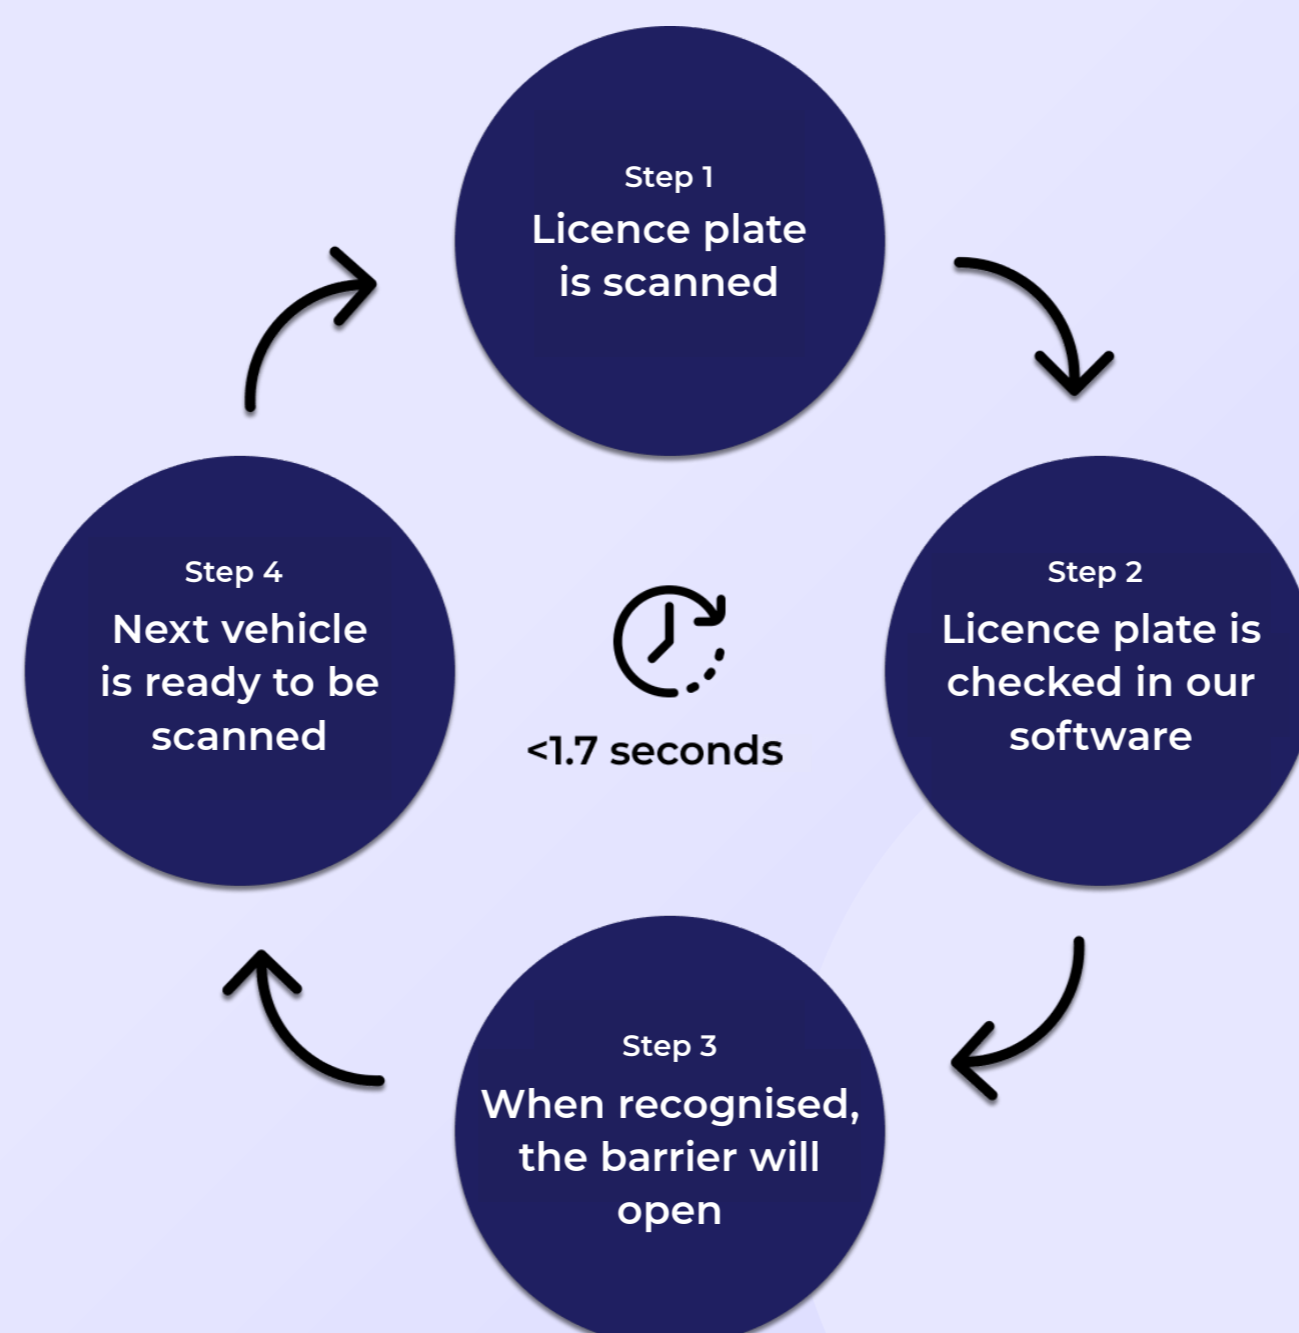 Step 1
Licence plate
is scanned
Step 4
Next vehicle
is ready to be
scanned
<1.7 seconds
Step 2
Licence plate is
checked in our
software
Step 3
When recognised,
the barrier will
open